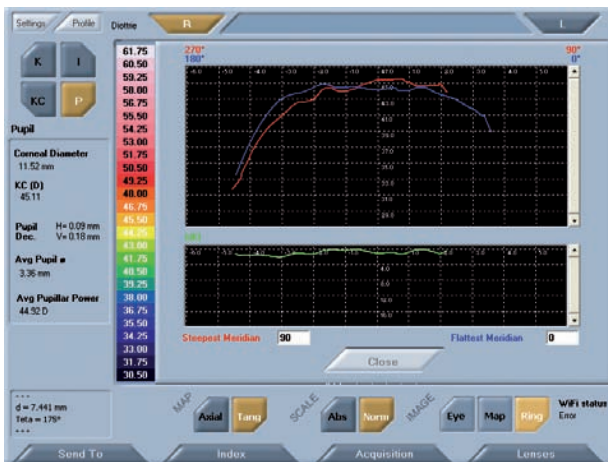 Settings
Profile
Diottrie
R
L
K
I
KC
P
Pupil
Corneal Diameter
11.52 mm
KC (D)
45.11
Pupil H= 0.09 mm
Dec. V= 0.18 mm
Avg Pupil ø
3.36 mm
Avg Pupillar Power
44.92 D
61.75
60.50
59.25
58.00
56.75
55.50
54.25
53.00
51.75
50.50
49.25
48.00
46.75
45.50
44.25
43.00
41.75
40.50
39.25
38.00
36.75
35.50
34.25
33.00
31.75
30.50
270°
180°
90°
0°
Steepest Meridian 90
Flattest Meridian 0
Close
d = 7.441 mm
Teta = 175°
MAP
Axial
Tang
SCALE
Abs
Norm
IMAGE
Eye
Map
Ring
WiFi status
Error
Send To
Index
Acquisition
Lenses